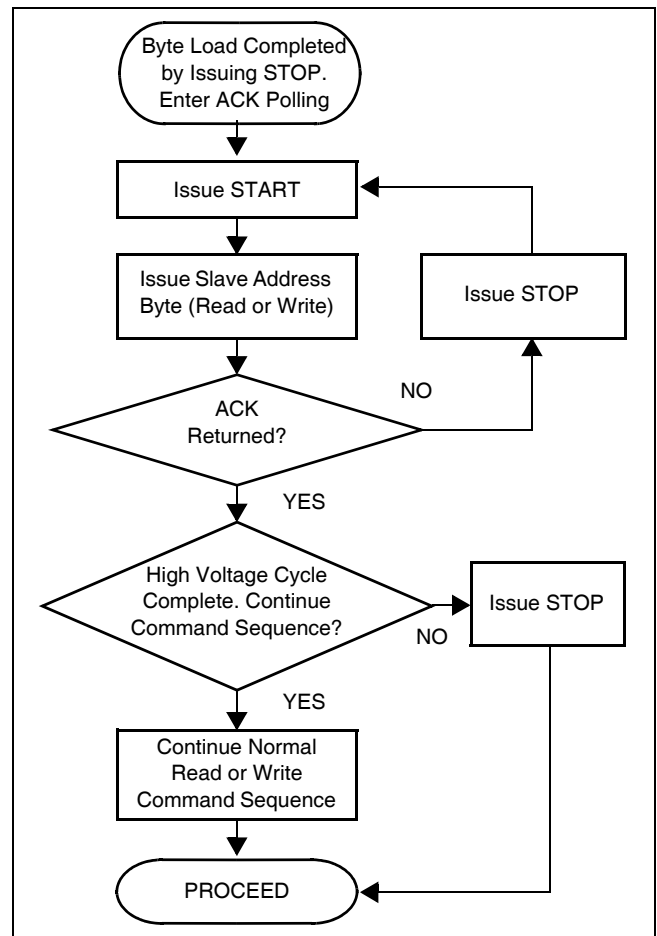 Byte Load Completed
by Issuing STOP.
Enter ACK Polling
Issue START
Issue Slave Address
Byte (Read or Write)
Issue STOP
ACK
Returned?
NO
YES
High Voltage Cycle
Complete. Continue
Command Sequence?
Issue STOP
NO
YES
Continue Normal
Read or Write
Command Sequence
PROCEED